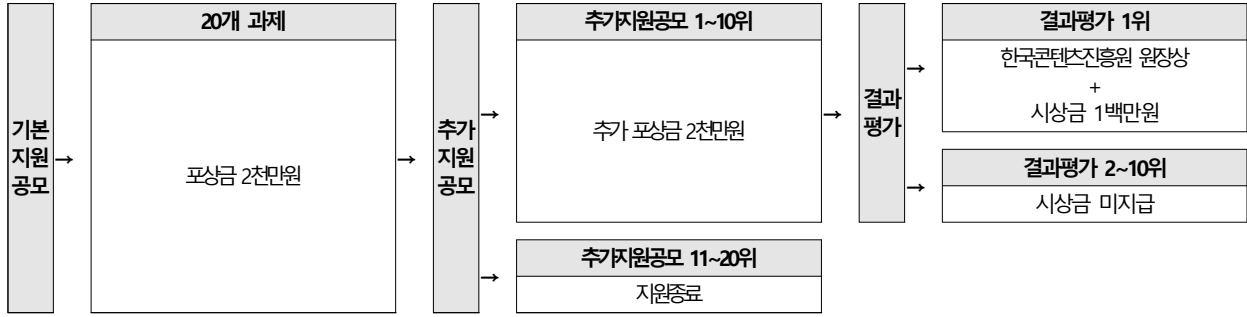 기본
지원
공모
→
20개 과제
포상금 2천만원
→
추가
지원
공모
→
추가지원공모 1~10위
추가 포상금 2천만원
→
추가지원공모 11~20위
지원종료
→
결과
평가
→
결과평가 1위
한국콘텐츠진흥원 원장상
+
시상금 1백만원
→
결과평가 2~10위
시상금 미지급